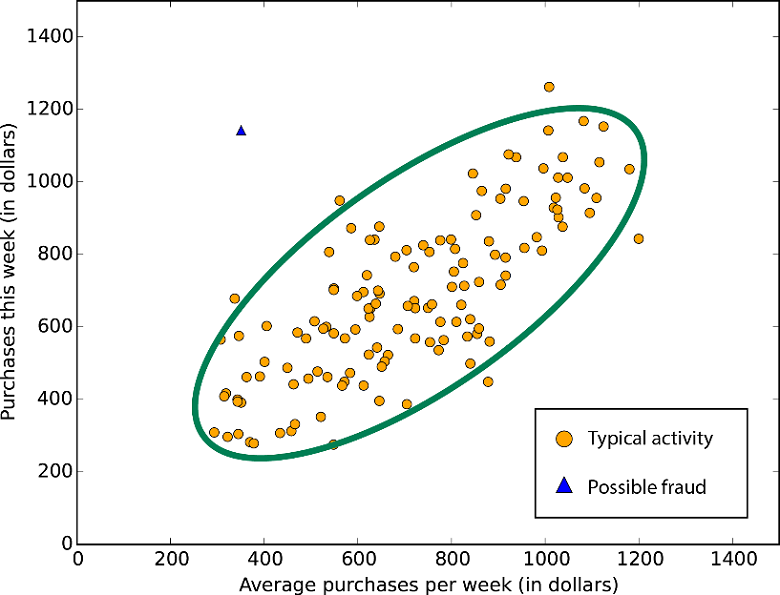 1400
1200
1000
800
600
400
200
0
Purchases this week (in dollars)
Typical activity
Possible fraud
0 200 400 600 800 1000 1200 1400
Average purchases per week (in dollars)